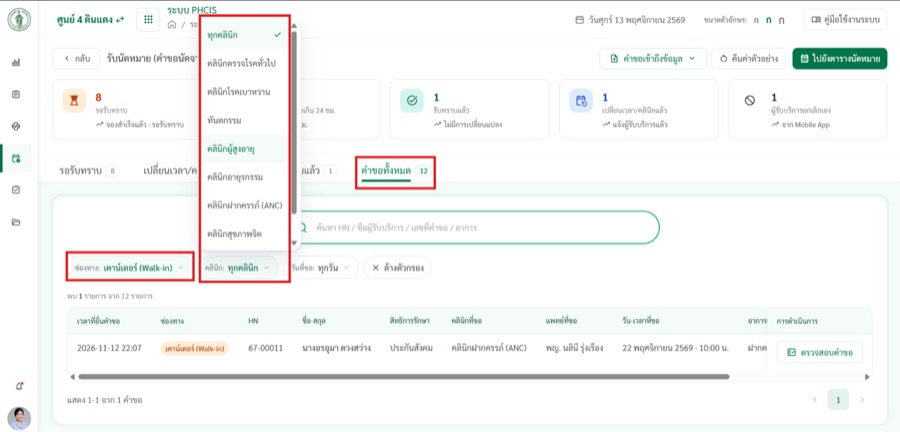 ศูนย์ 4 ดินแดง
ระบบ PHCIS
วันศุกร์ 13 พฤศจิกายน 2569
ขนาดตัวอักษร: ก ก ก
คู่มือใช้งานระบบ
กลับ
รับนัดหมาย (คำขอนัดจา
คำขอเข้าถึงข้อมูล
คืนค่าตัวอย่าง
ไปยังตารางนัดหมาย
ทุกคลินิก
คลินิกตรวจโรคทั่วไป
คลินิกโรคเบาหวาน
ทันตกรรม
คลินิกผู้สูงอายุ
คลินิกอายุรกรรม
คลินิกฝากครรภ์ (ANC)
คลินิกสุขภาพจิต
8
รอรับทราบ
จองสำเร็จแล้ว · รอรับทราบ
เกิน 24 ชม.
1
รับทราบแล้ว
ไม่มีการเปลี่ยนแปลง
1
เปลี่ยนเวลา/คลินิกแล้ว
แจ้งผู้รับบริการแล้ว
1
ผู้รับบริการยกเลิกเอง
จาก Mobile App
รอรับทราบ 8
เปลี่ยนเวลา/ค
แล้ว 1
คำขอทั้งหมด 12
ค้นหา HN / ชื่อผู้รับบริการ / เลขที่คำขอ / อาการ
ช่องทาง: เคาน์เตอร์ (Walk-in)
คลินิก: ทุกคลินิก
วันที่ขอ: ทุกวัน
ล้างตัวกรอง
พบ 1 รายการ จาก 12 รายการ
เวลาที่ยื่นคำขอ ช่องทาง HN ชื่อ-สกุล สิทธิการรักษา คลินิกที่ขอ แพทย์ที่ขอ วัน-เวลาที่ขอ อาการ การดำเนินการ
2026-11-12 22:07 เคาน์เตอร์ (Walk-in) 67-00011 นางอรอุมา ดวงสว่าง ประกันสังคม คลินิกฝากครรภ์ (ANC) พญ. นลินี รุ่งเรือง 22 พฤศจิกายน 2569 · 10:00 น. ฝากค ตรวจสอบคำขอ
แสดง 1-1 จาก 1 คำขอ
1